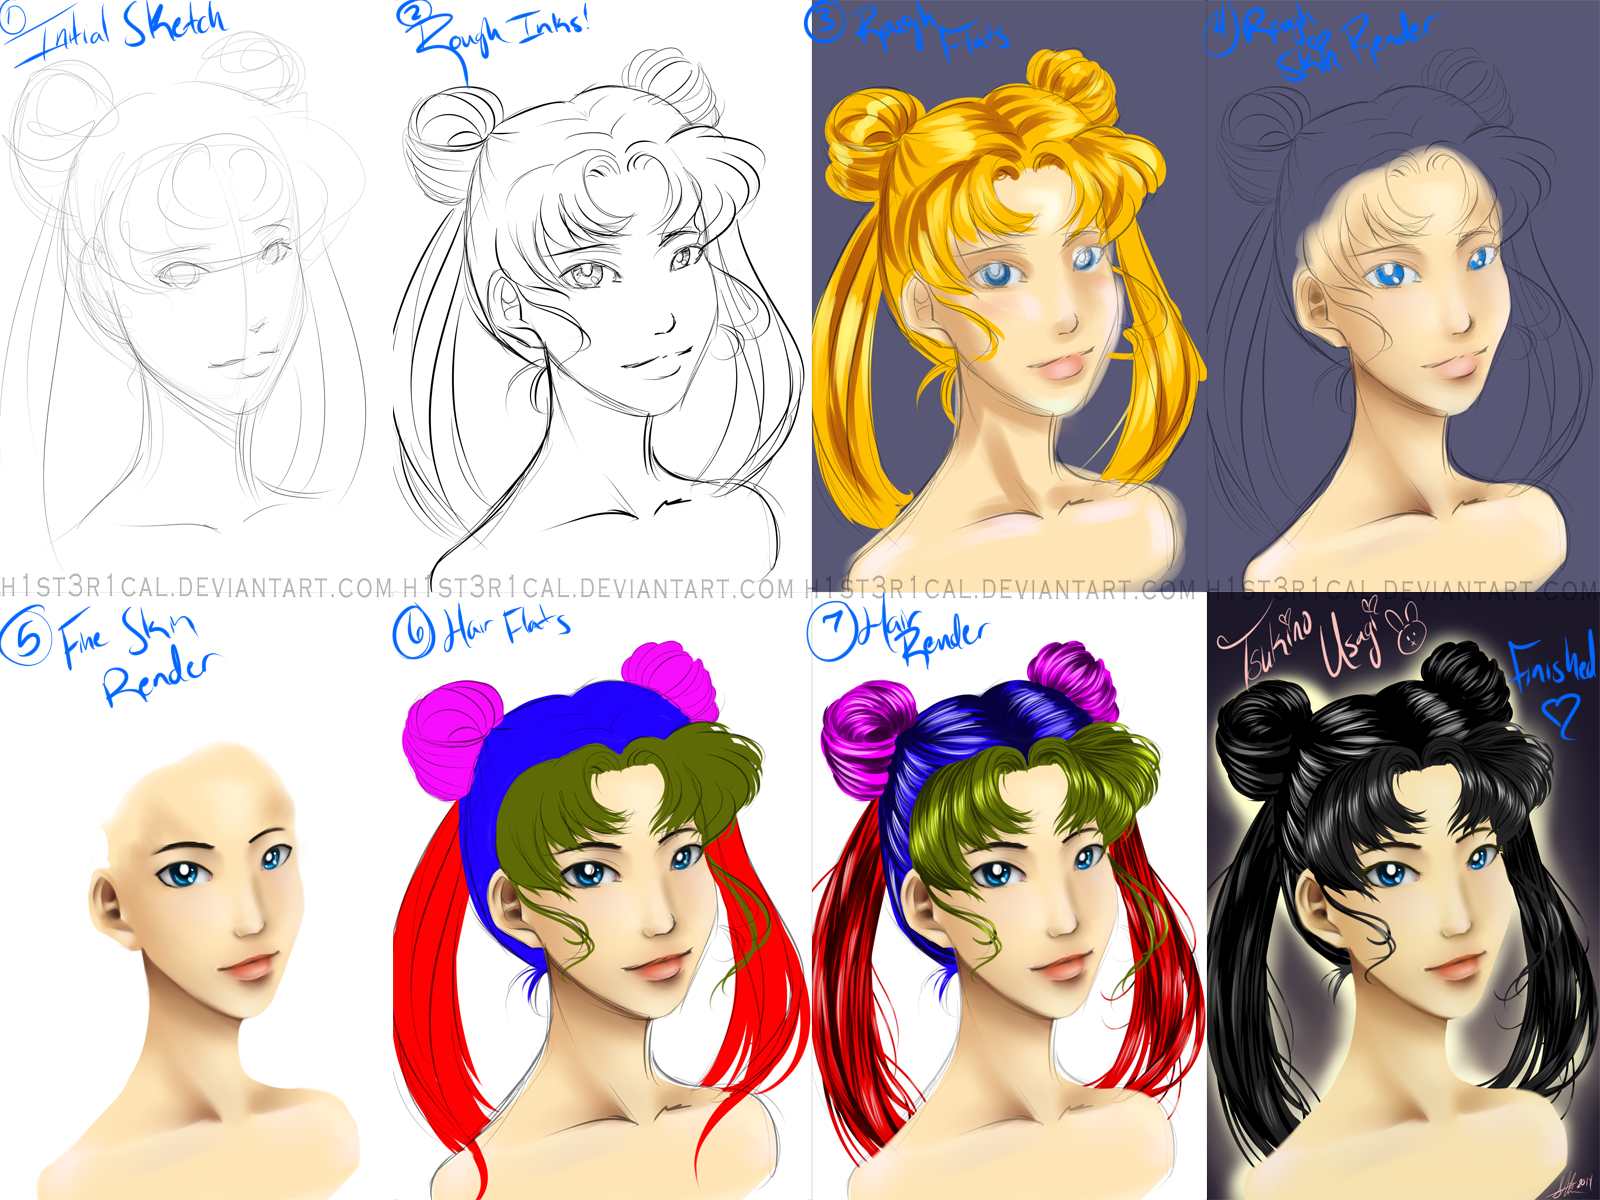 1 Initial Sketch
2 Rough Inks!
3 Rough
Flats
4 Rough
Skin Render
H1ST3R1CAL.DEVIANTART.COM H1ST3R1CAL.DEVIANTART.COM H1ST3R1CAL.DEVIANTART.COM H1ST3R1CAL.DEVIANTART.COM
5 Fine Skin
Render
6 Hair Flats
7 Hair
Render
Tsukino
Usagi
Finished
2014